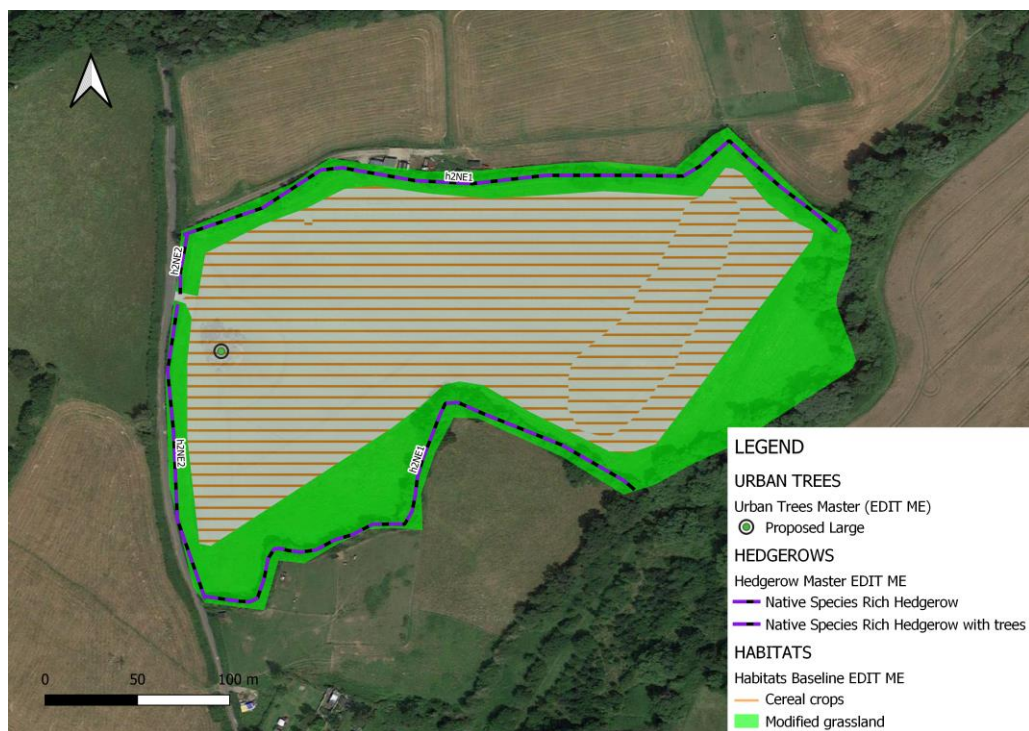 h2NE1
h2NE2
h2NE2
h2NE1
LEGEND
URBAN TREES
Urban Trees Master (EDIT ME)
Proposed Large
HEDGEROWS
Hedgerow Master EDIT ME
Native Species Rich Hedgerow
Native Species Rich Hedgerow with trees
HABITATS
Habitats Baseline EDIT ME
Cereal crops
Modified grassland
0 50 100 m